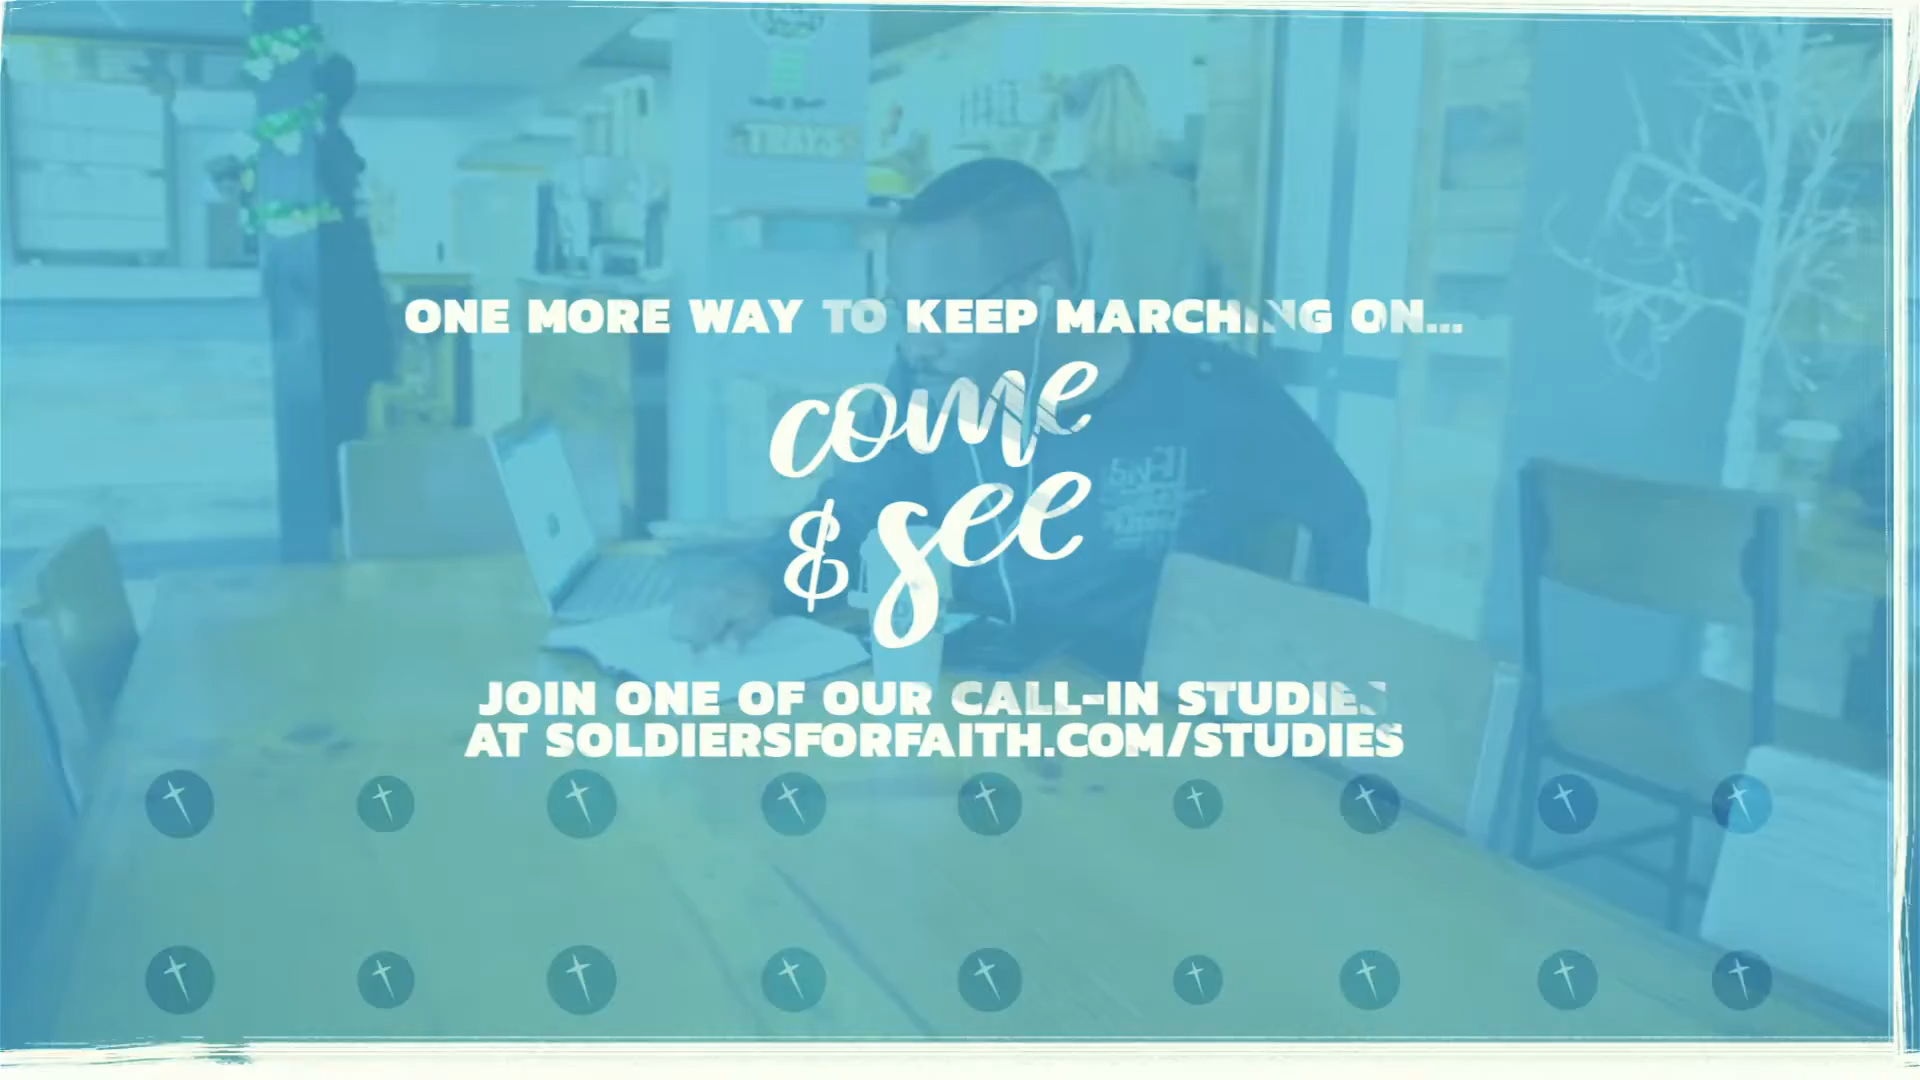 ONE MORE WAY TO KEEP MARCHING ON...
come
& see
JOIN ONE OF OUR CALL-IN STUDIES
AT SOLDIERSFORFAITH.COM/STUDIES